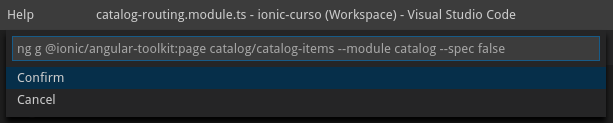 Help catalog-routing.module.ts - ionic-curso (Workspace) - Visual Studio Code
ng g @ionic/angular-toolkit:page catalog/catalog-items --module catalog --spec false
Confirm
Cancel